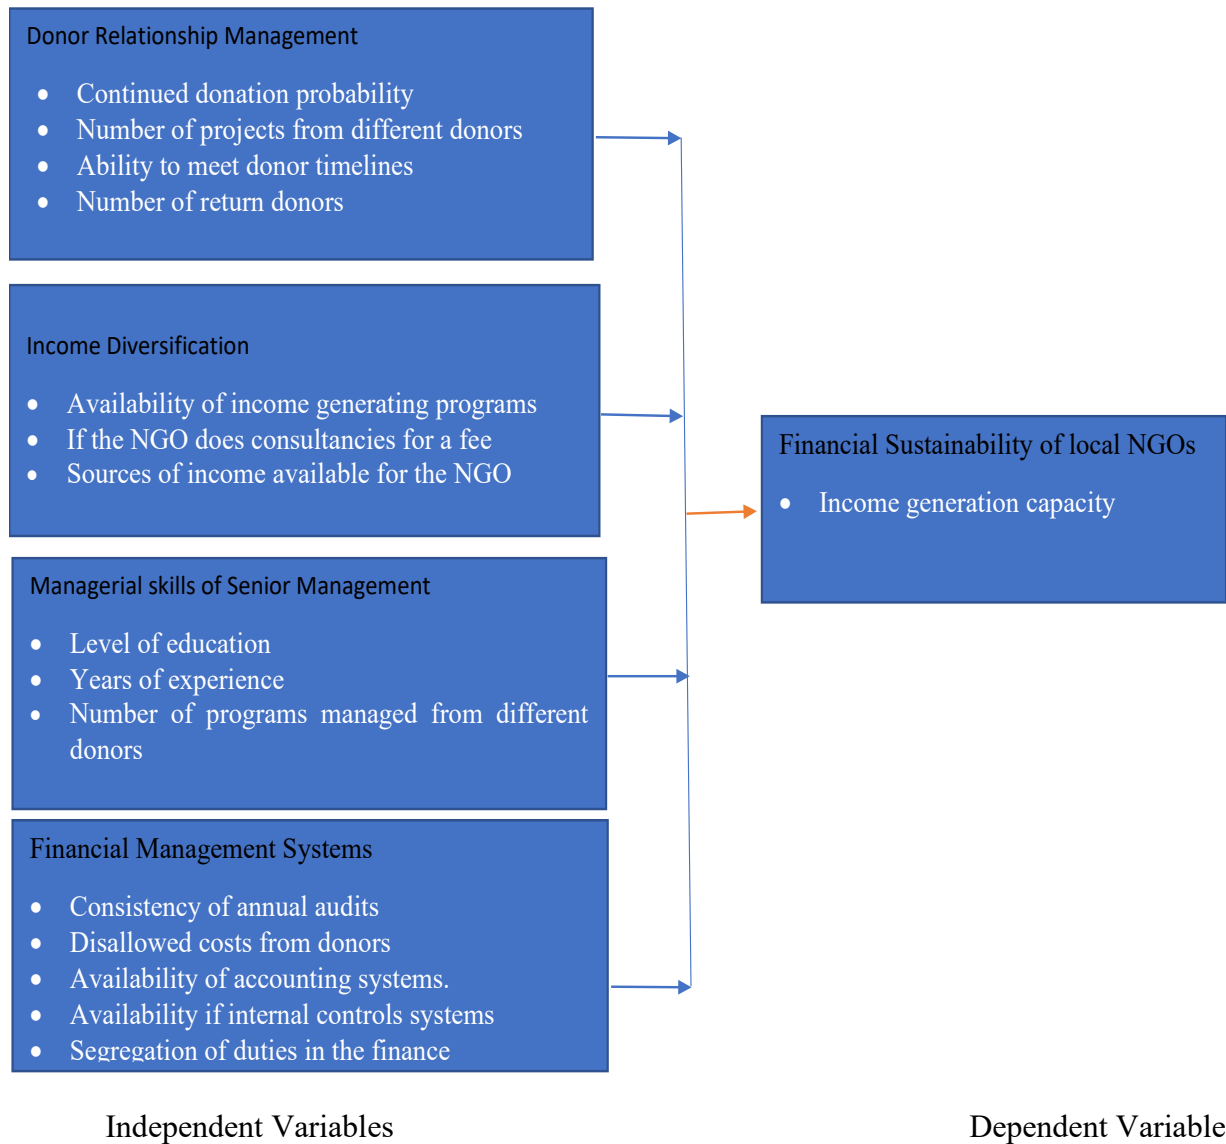 Donor Relationship Management
• Continued donation probability
• Number of projects from different donors
• Ability to meet donor timelines
• Number of return donors
Income Diversification
• Availability of income generating programs
• If the NGO does consultancies for a fee
• Sources of income available for the NGO
Managerial skills of Senior Management
• Level of education
• Years of experience
• Number of programs managed from different
donors
Financial Management Systems
• Consistency of annual audits
• Disallowed costs from donors
• Availability of accounting systems.
• Availability if internal controls systems
• Segregation of duties in the finance
Financial Sustainability of local NGOs
• Income generation capacity
Independent Variables
Dependent Variable